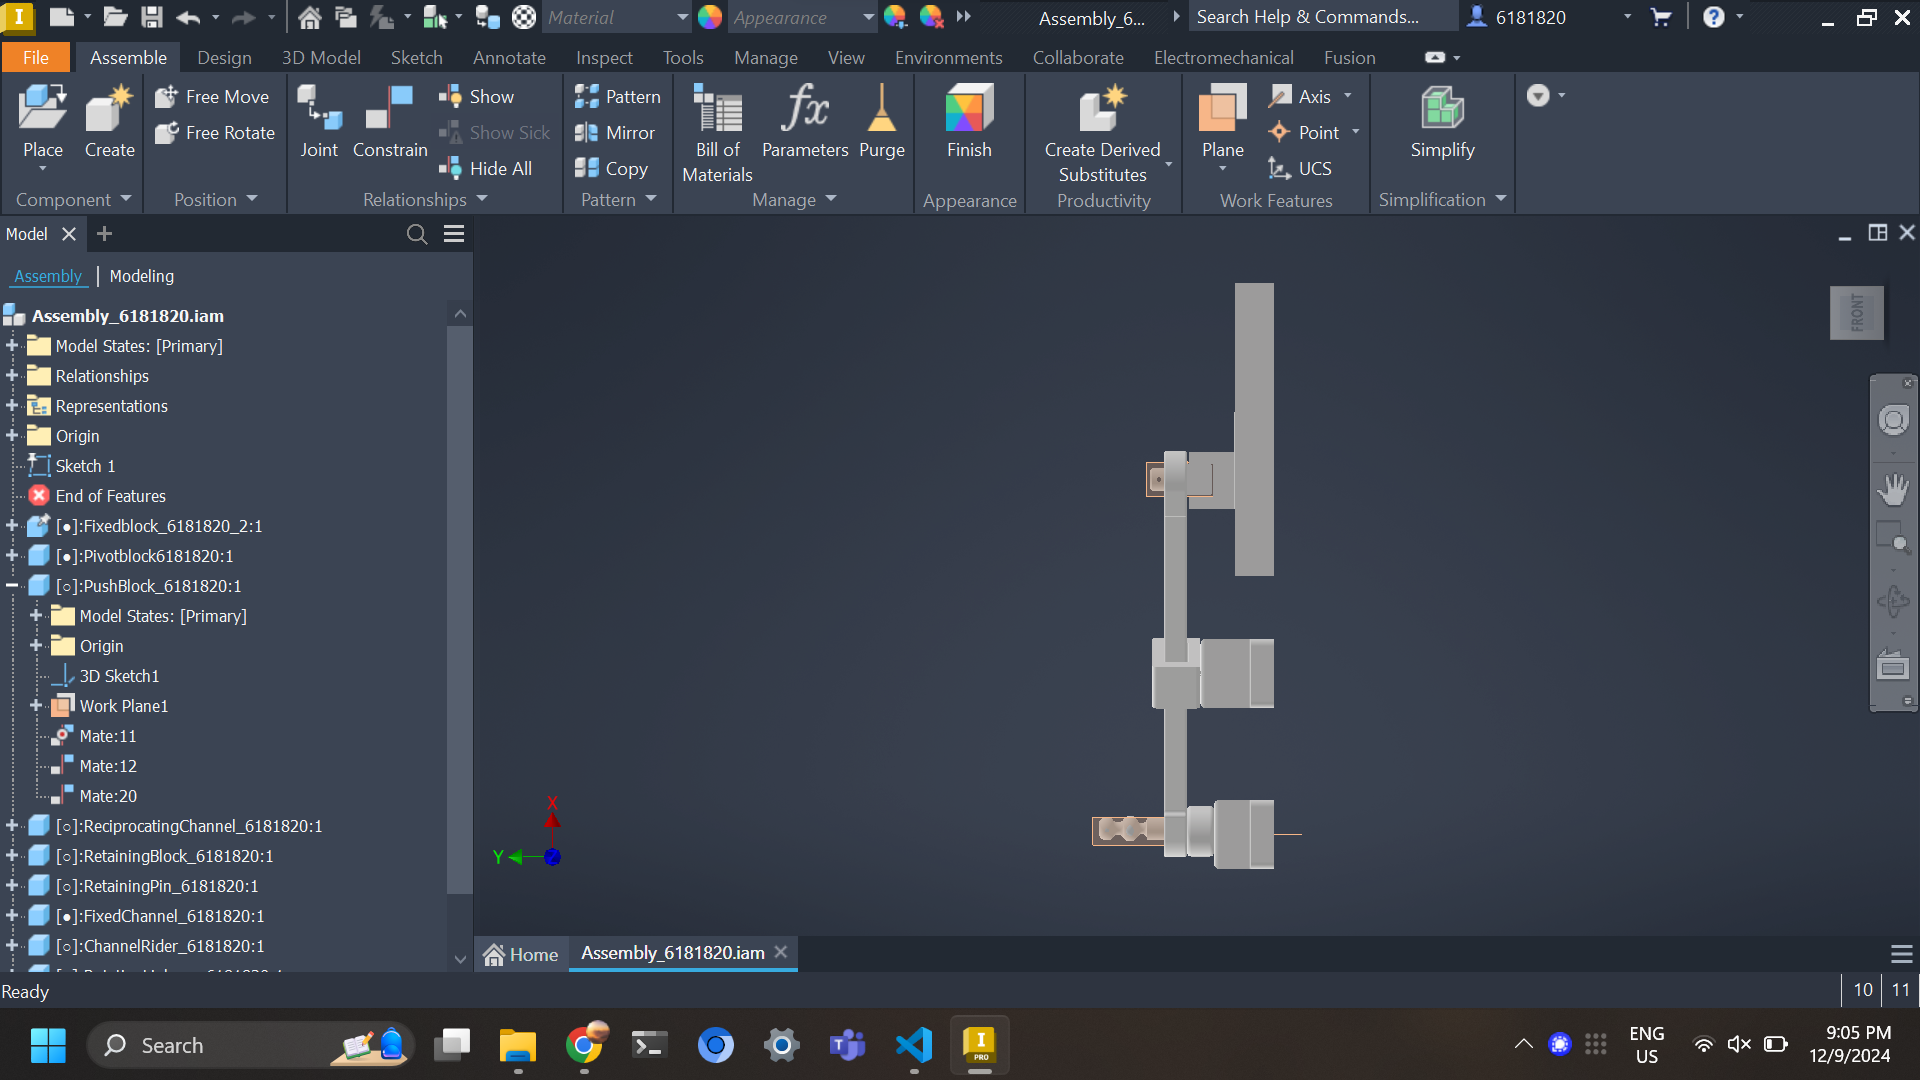 I Material Appearance Assembly_6... Search Help & Commands... 6181820
File Assemble Design 3D Model Sketch Annotate Inspect Tools Manage View Environments Collaborate Electromechanical Fusion
Place
Component
Create
Free Move
Free Rotate
Position
Joint
Constrain
Show
Show Sick
Hide All
Relationships
Pattern
Mirror
Copy
Pattern
Bill of
Materials
Parameters
Purge
Manage
Finish
Appearance
Create Derived
Substitutes
Productivity
Plane
Axis
Point
UCS
Work Features
Simplify
Simplification
Model
Assembly | Modeling
Assembly_6181820.iam
Model States: [Primary]
Relationships
Representations
Origin
Sketch 1
End of Features
[●]:Fixedblock_6181820_2:1
[●]:Pivotblock6181820:1
[○]:PushBlock_6181820:1
Model States: [Primary]
Origin
3D Sketch1
Work Plane1
Mate:11
Mate:12
Mate:20
[○]:ReciprocatingChannel_6181820:1
[○]:RetainingBlock_6181820:1
[○]:RetainingPin_6181820:1
[●]:FixedChannel_6181820:1
[○]:ChannelRider_6181820:1
FRONT
X
Y
Home Assembly_6181820.iam
Ready 10 11
Search
I
PRO
ENG
US
9:05 PM
12/9/2024